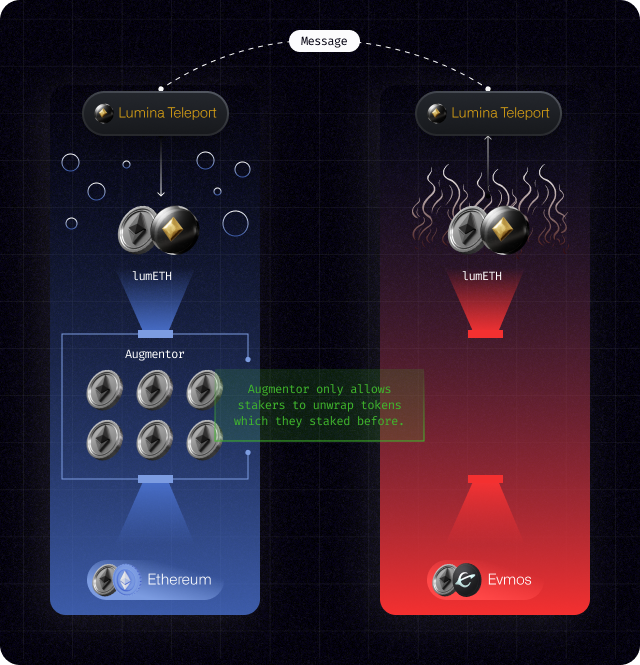 Message
Lumina Teleport
Lumina Teleport
lumETH
lumETH
Augmentor
Augmentor only allows
stakers to unwrap tokens
which they staked before.
Ethereum
Evmos